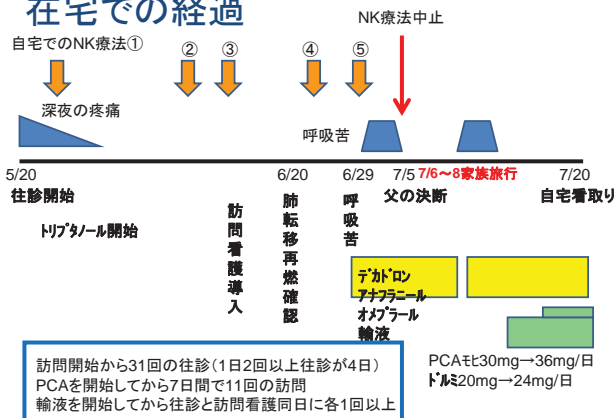 在宅での経過
NK療法中止
自宅でのNK療法①
②
③
④
⑤
深夜の疼痛
呼吸苦
5/20
6/20
6/29
7/5
7/6～8家族旅行
7/20
往診開始
トリプタノール開始
訪問看護導入
肺転移再燃確認
呼吸苦
父の決断
自宅看取り
デカドロン
アナフラニール
オメプラール
輸液
PCAモヒ30mg→36mg/日
ドルミ20mg→24mg/日
訪問開始から31回の往診(1日2回以上往診が4日)
PCAを開始してから7日間で11回の訪問
輸液を開始してから往診と訪問看護同日に各1回以上